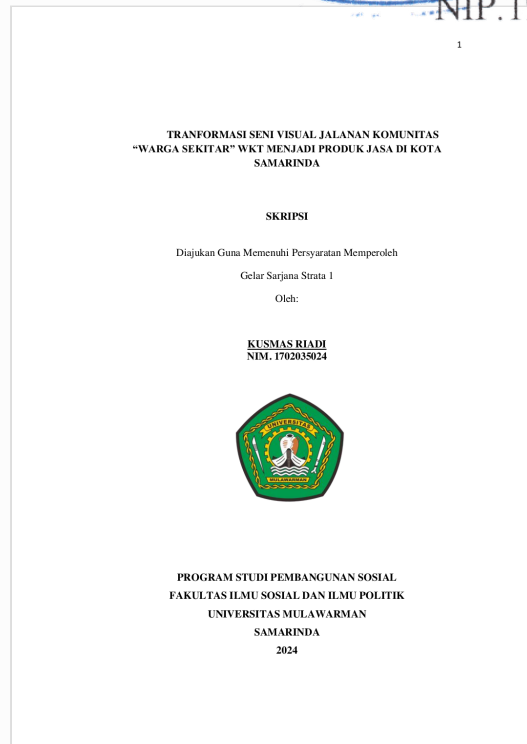 NIP. 1
1
TRANFORMASI SENI VISUAL JALANAN KOMUNITAS
“WARGA SEKITAR” WKT MENJADI PRODUK JASA DI KOTA
SAMARINDA
SKRIPSI
Diajukan Guna Memenuhi Persyaratan Memperoleh
Gelar Sarjana Strata 1
Oleh:
KUSMAS RIADI
NIM. 1702035024
UNIVERSITAS
MULAWARMAN
PROGRAM STUDI PEMBANGUNAN SOSIAL
FAKULTAS ILMU SOSIAL DAN ILMU POLITIK
UNIVERSITAS MULAWARMAN
SAMARINDA
2024